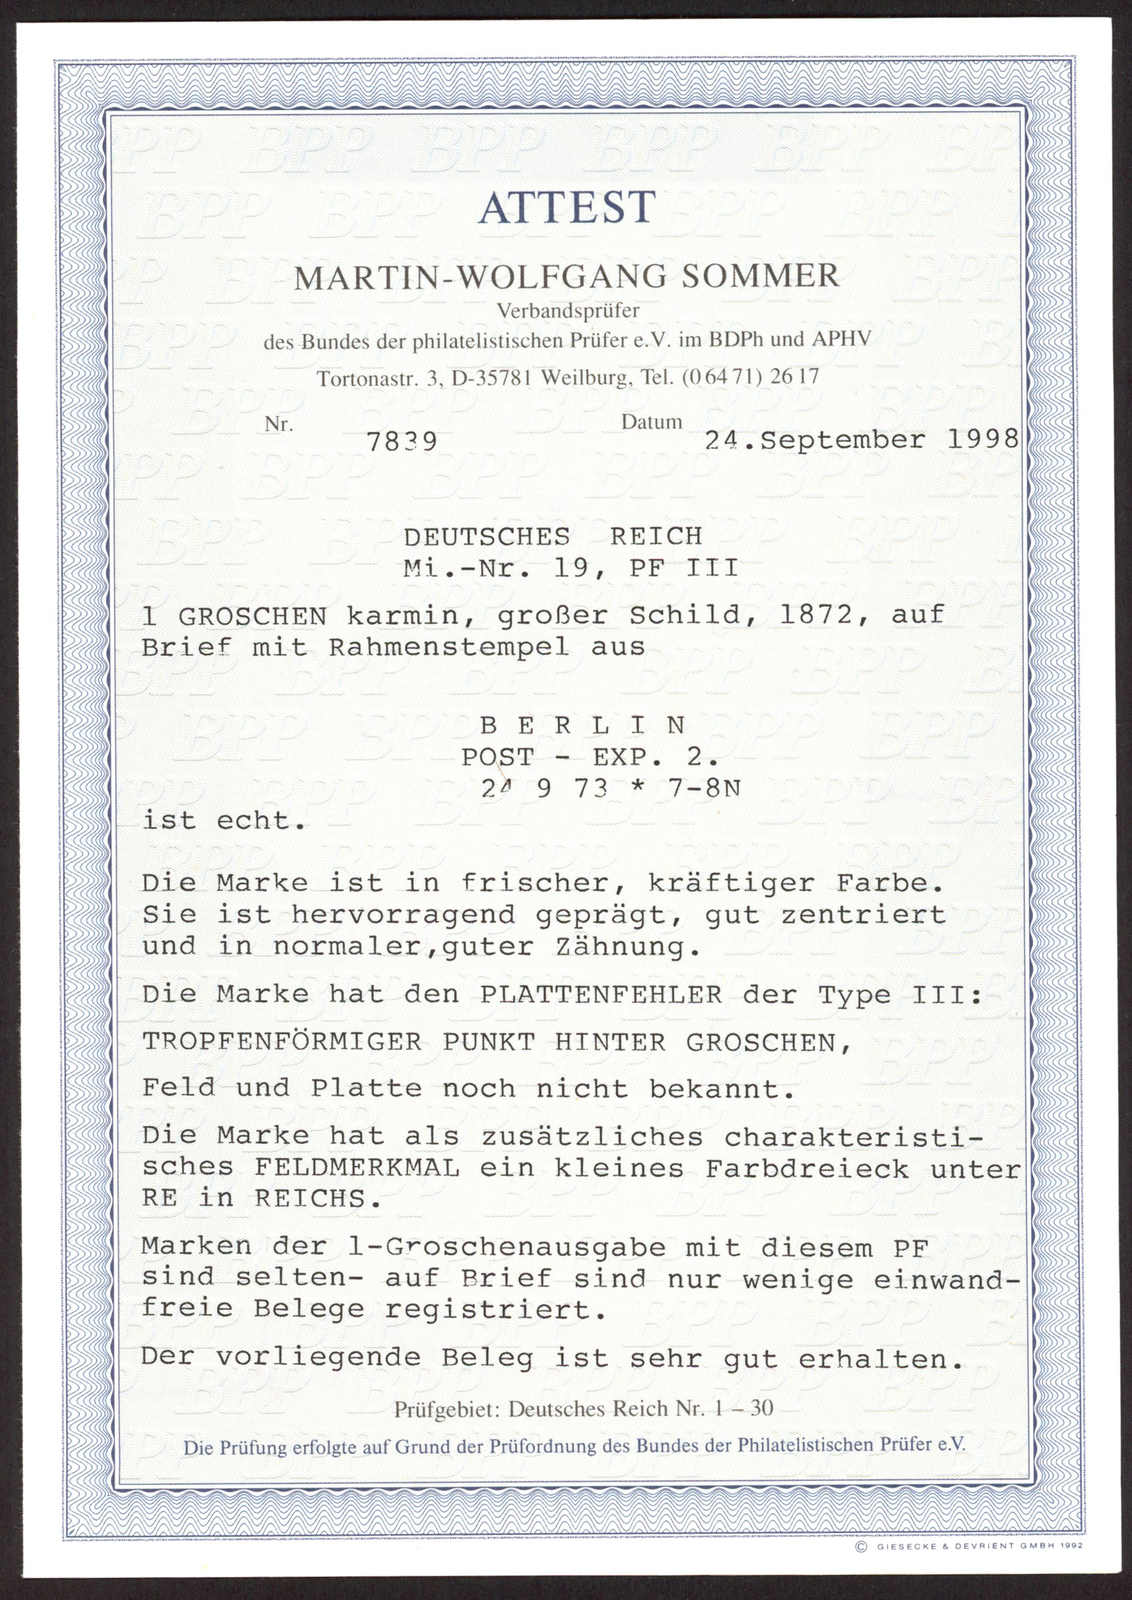 ATTEST
MARTIN-WOLFGANG SOMMER
Verbandsprüfer
des Bundes der philatelistischen Prüfer e.V. im BDPh und APHV
Tortonastr. 3, D-35781 Weilburg, Tel. (0 64 71) 26 17
Nr. 7839 Datum 24.September 1998
DEUTSCHES REICH
Mi.-Nr. 19, PF III
1 GROSCHEN karmin, großer Schild, 1872, auf
Brief mit Rahmenstempel aus
B E R L I N
POST - EXP. 2.
24 9 73 * 7-8N
ist echt.
Die Marke ist in frischer, kräftiger Farbe.
Sie ist hervorragend geprägt, gut zentriert
und in normaler,guter Zähnung.
Die Marke hat den PLATTENFEHLER der Type III:
TROPFENFÖRMIGER PUNKT HINTER GROSCHEN,
Feld und Platte noch nicht bekannt.
Die Marke hat als zusätzliches charakteristi-
sches FELDMERKMAL ein kleines Farbdreieck unter
RE in REICHS.
Marken der 1-Groschenausgabe mit diesem PF
sind selten- auf Brief sind nur wenige einwand-
freie Belege registriert.
Der vorliegende Beleg ist sehr gut erhalten.
Prüfgebiet: Deutsches Reich Nr. 1 – 30
Die Prüfung erfolgte auf Grund der Prüfordnung des Bundes der Philatelistischen Prüfer e.V.
© GIESECKE & DEVRIENT GMBH 1992